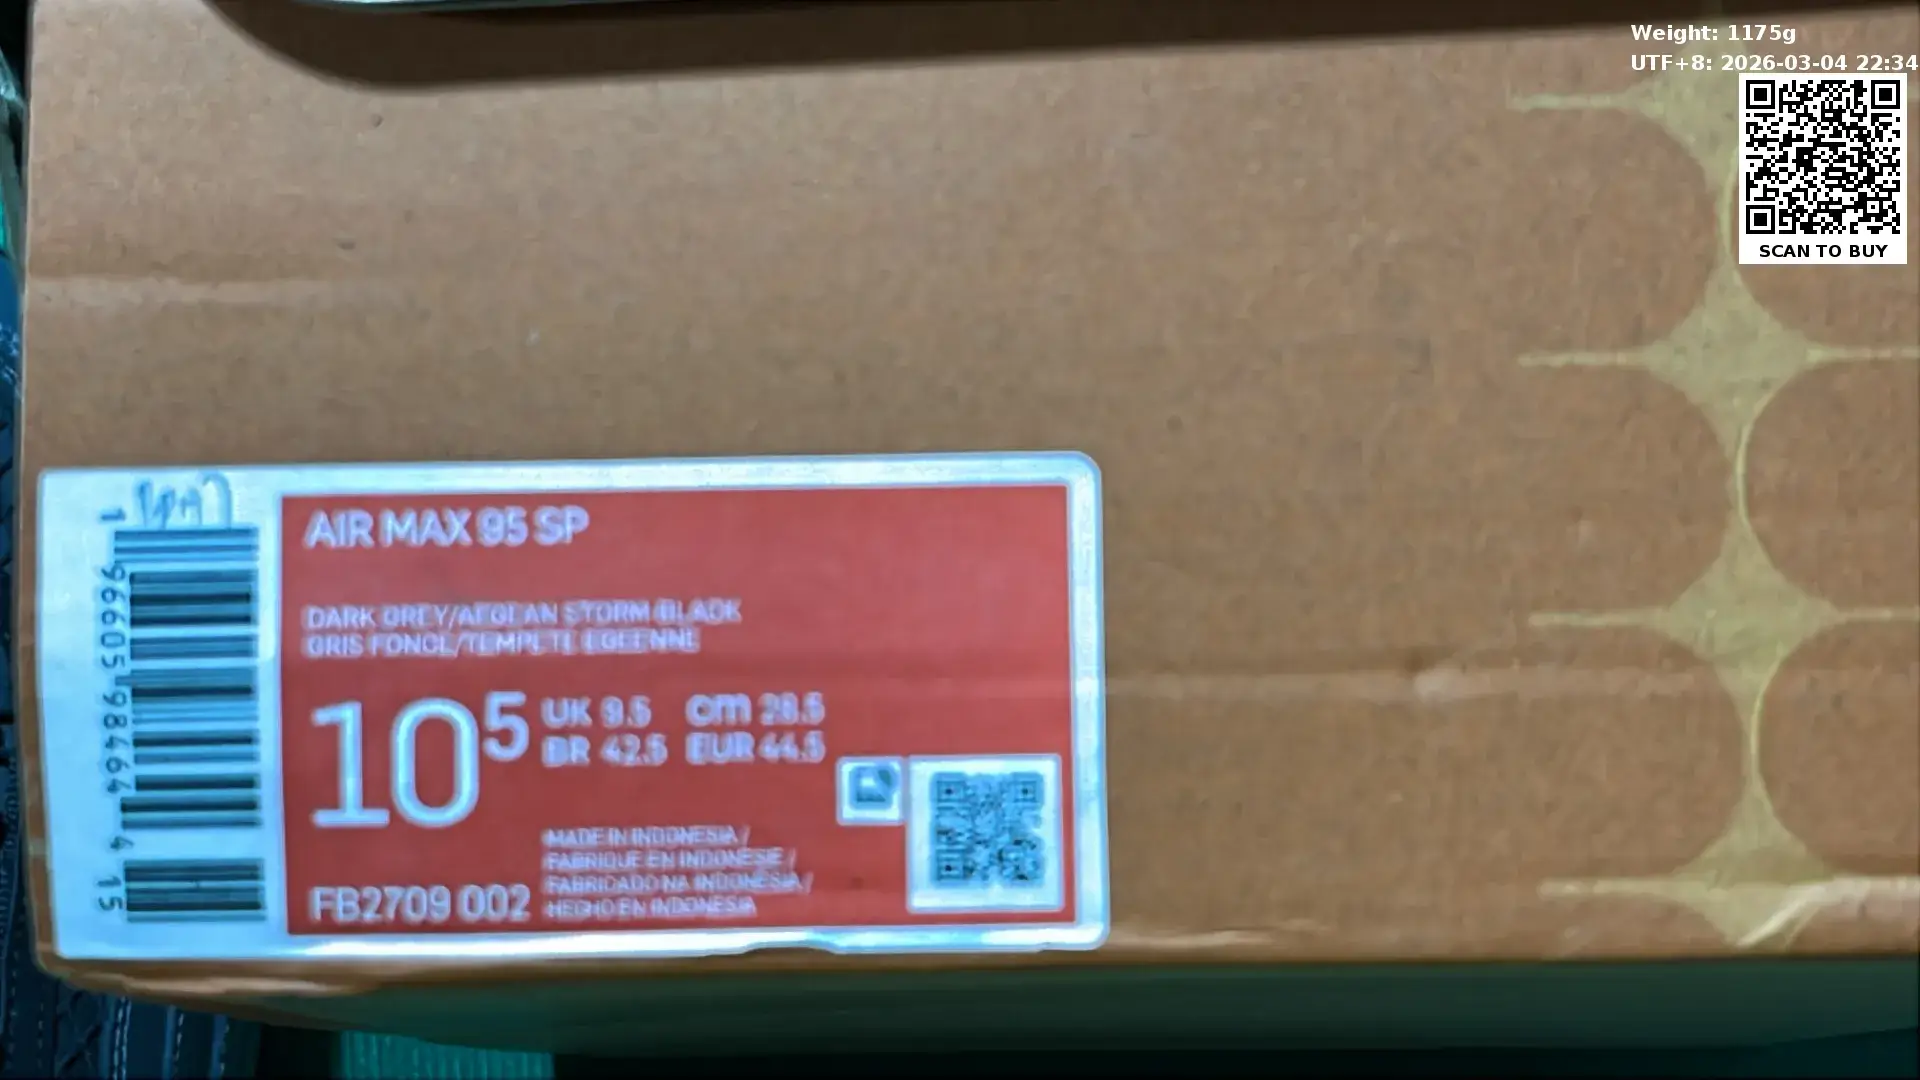 Weight: 1175g
UTF+8: 2026-03-04 22:34
SCAN TO BUY
AIR MAX 95 SP
DARK GREY/AEGEAN STORM-BLACK
GRIS FONCE/TEMPETE EGEENNE
10 5
UK 9.5 cm 28.5
BR 42.5 EUR 44.5
MADE IN INDONESIA /
FABRIQUE EN INDONESIE /
FABRICADO NA INDONÉSIA /
HECHO EN INDONESIA
FB2709 002
1 96605 98464 4 15